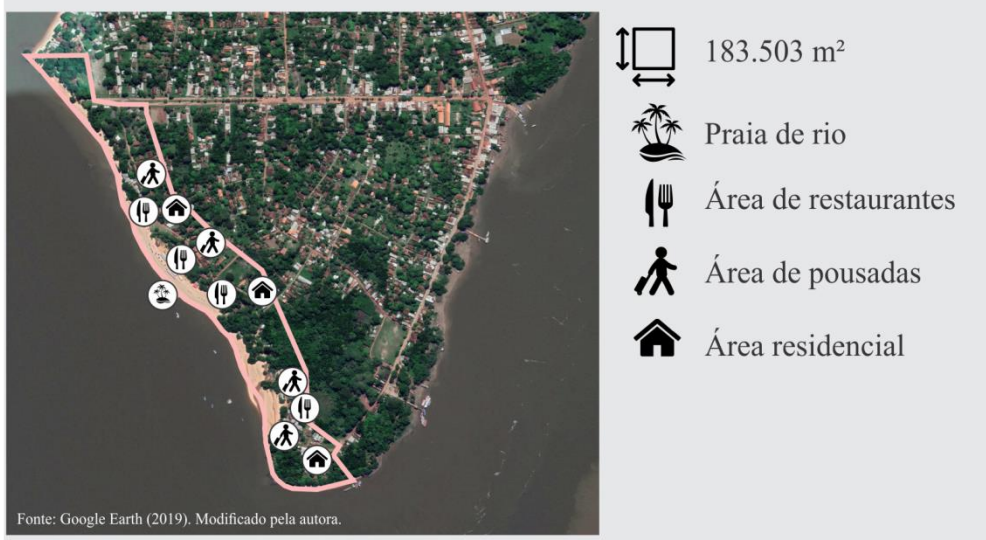 183.503 m²
Praia de rio
Área de restaurantes
Área de pousadas
Área residencial
Fonte: Google Earth (2019). Modificado pela autora.